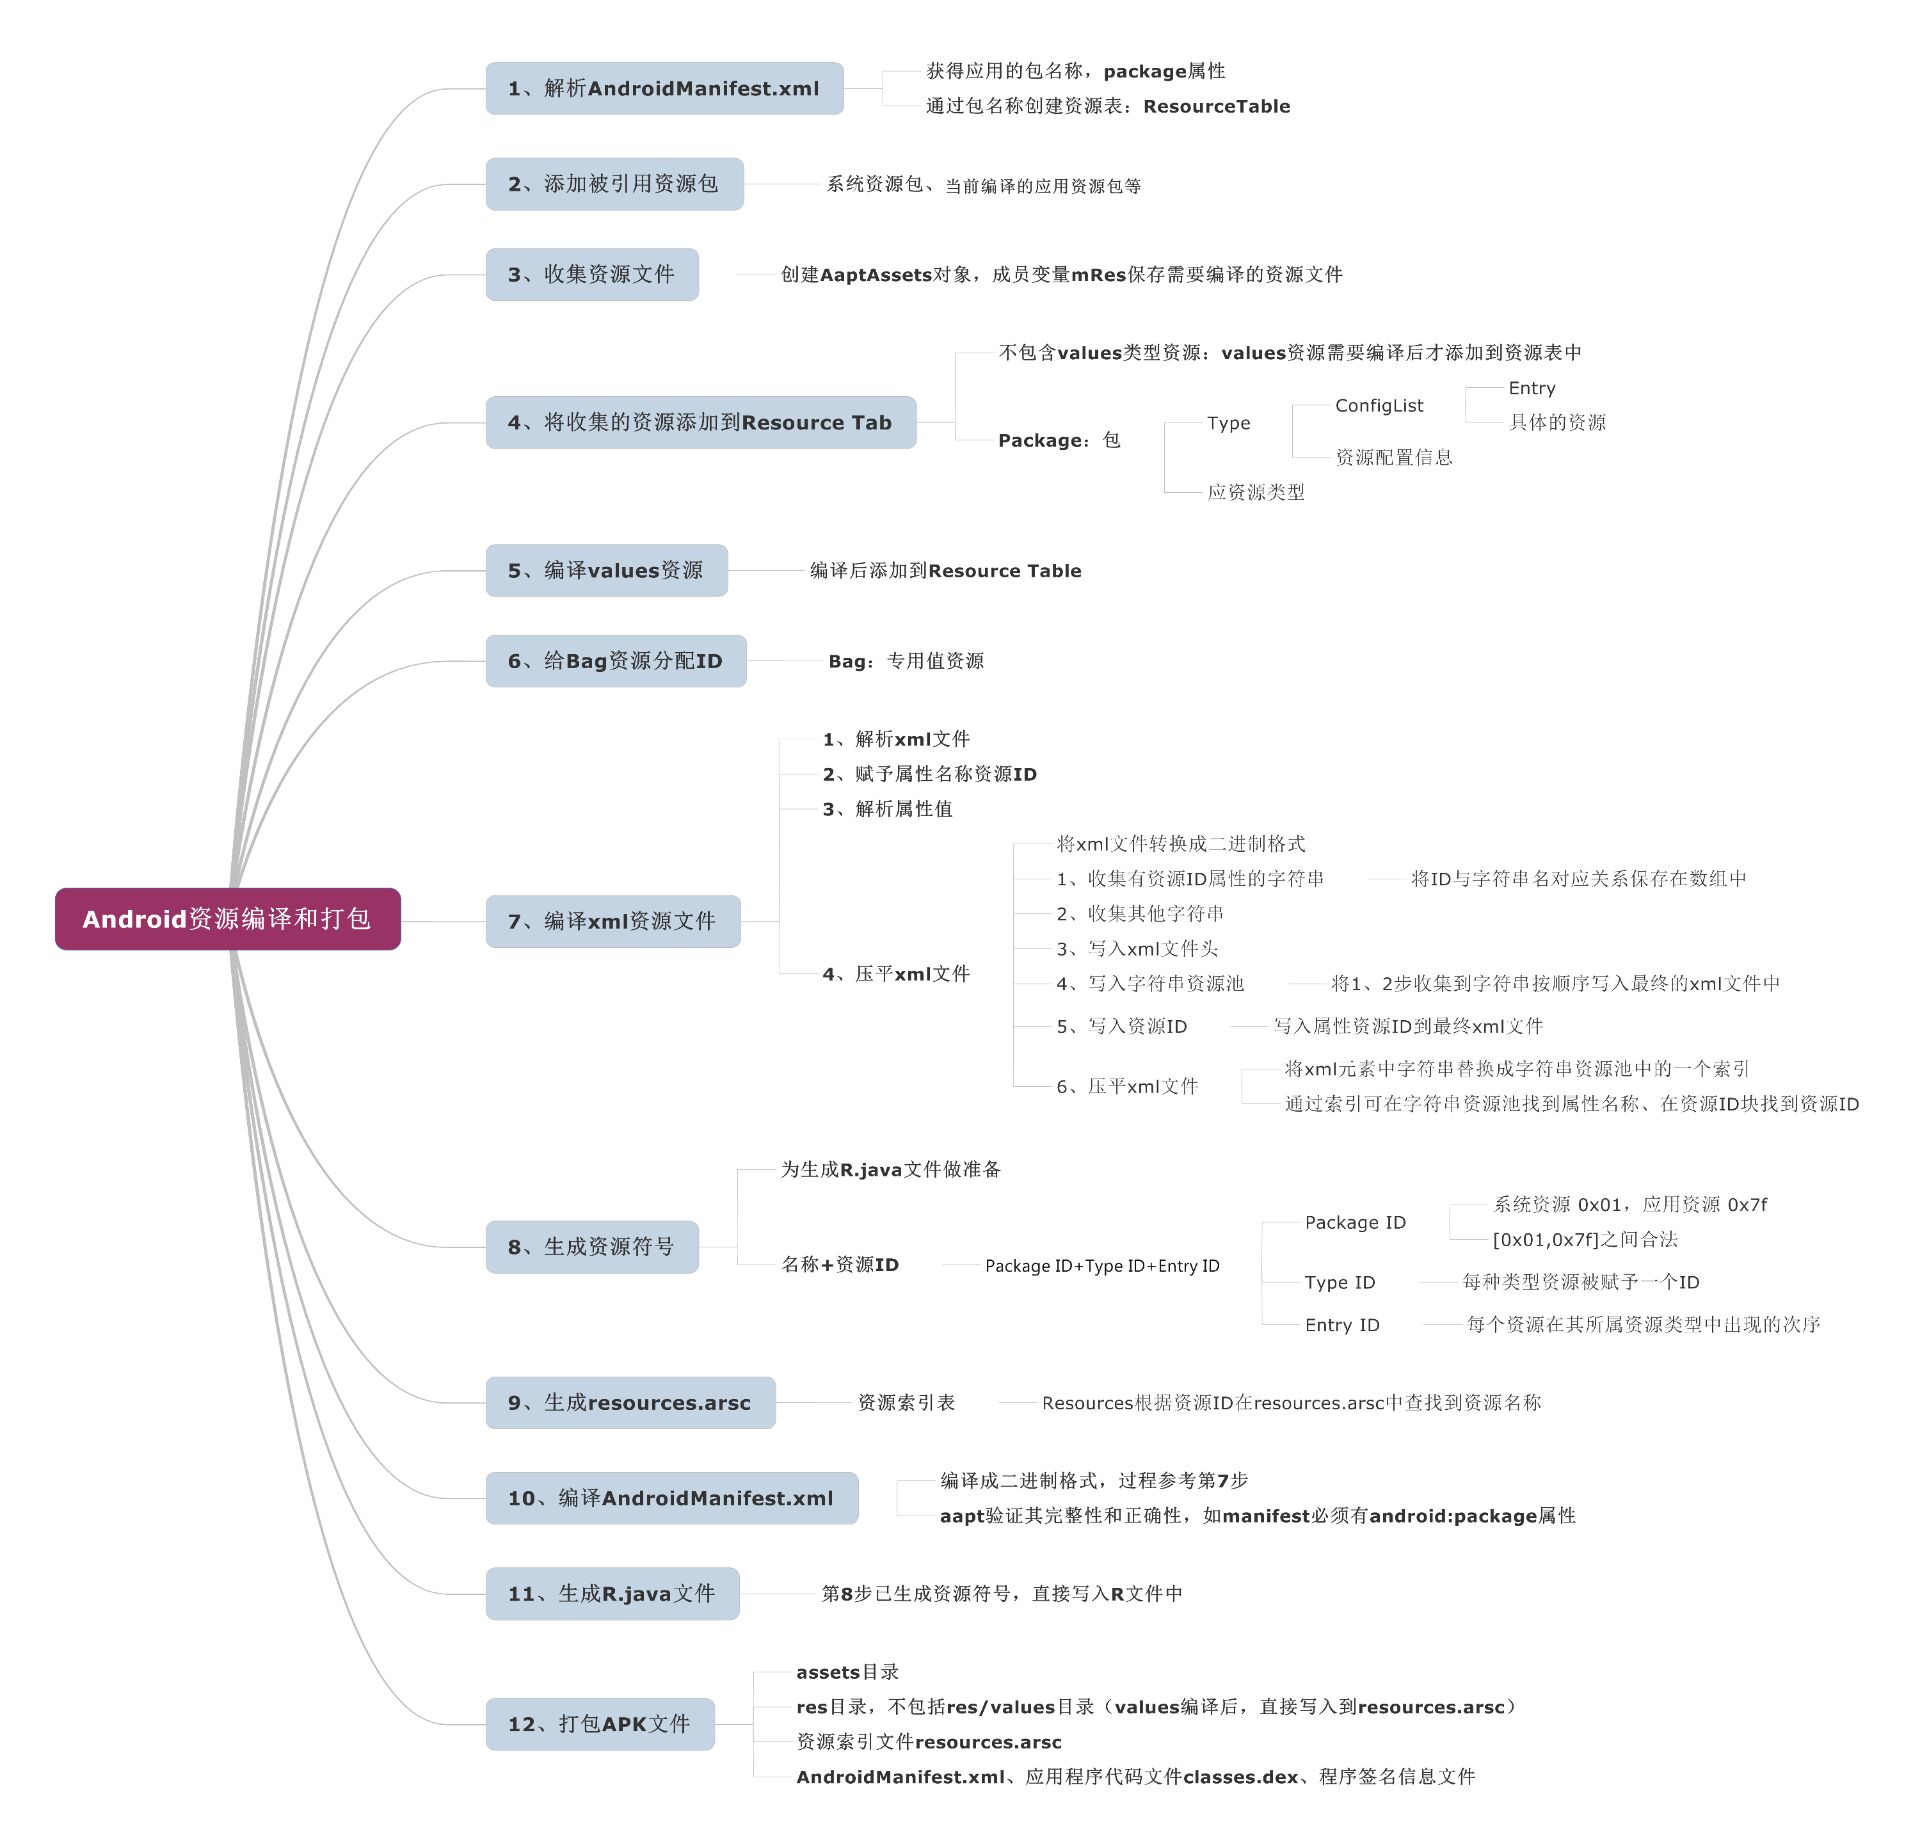 Android资源编译和打包
1、解析AndroidManifest.xml
获得应用的包名称，package属性
通过包名称创建资源表：ResourceTable
2、添加被引用资源包
系统资源包、当前编译的应用资源包等
3、收集资源文件
创建AaptAssets对象，成员变量mRes保存需要编译的资源文件
4、将收集的资源添加到Resource Tab
不包含values类型资源：values资源需要编译后才添加到资源表中
Package：包
Type
ConfigList
Entry
具体的资源
资源配置信息
应资源类型
5、编译values资源
编译后添加到Resource Table
6、给Bag资源分配ID
Bag：专用值资源
7、编译xml资源文件
1、解析xml文件
2、赋予属性名称资源ID
3、解析属性值
4、压平xml文件
将xml文件转换成二进制格式
1、收集有资源ID属性的字符串
将ID与字符串名对应关系保存在数组中
2、收集其他字符串
3、写入xml文件头
4、写入字符串资源池
将1、2步收集到字符串按顺序写入最终的xml文件中
5、写入资源ID
写入属性资源ID到最终xml文件
6、压平xml文件
将xml元素中字符串替换成字符串资源池中的一个索引
通过索引可在字符串资源池找到属性名称、在资源ID块找到资源ID
8、生成资源符号
为生成R.java文件做准备
名称+资源ID
Package ID+Type ID+Entry ID
Package ID
系统资源 0x01，应用资源 0x7f
[0x01,0x7f]之间合法
Type ID
每种类型资源被赋予一个ID
Entry ID
每个资源在其所属资源类型中出现的次序
9、生成resources.arsc
资源索引表
Resources根据资源ID在resources.arsc中查找到资源名称
10、编译AndroidManifest.xml
编译成二进制格式，过程参考第7步
aapt验证其完整性和正确性，如manifest必须有android:package属性
11、生成R.java文件
第8步已生成资源符号，直接写入R文件中
12、打包APK文件
assets目录
res目录，不包括res/values目录（values编译后，直接写入到resources.arsc）
资源索引文件resources.arsc
AndroidManifest.xml、应用程序代码文件classes.dex、程序签名信息文件